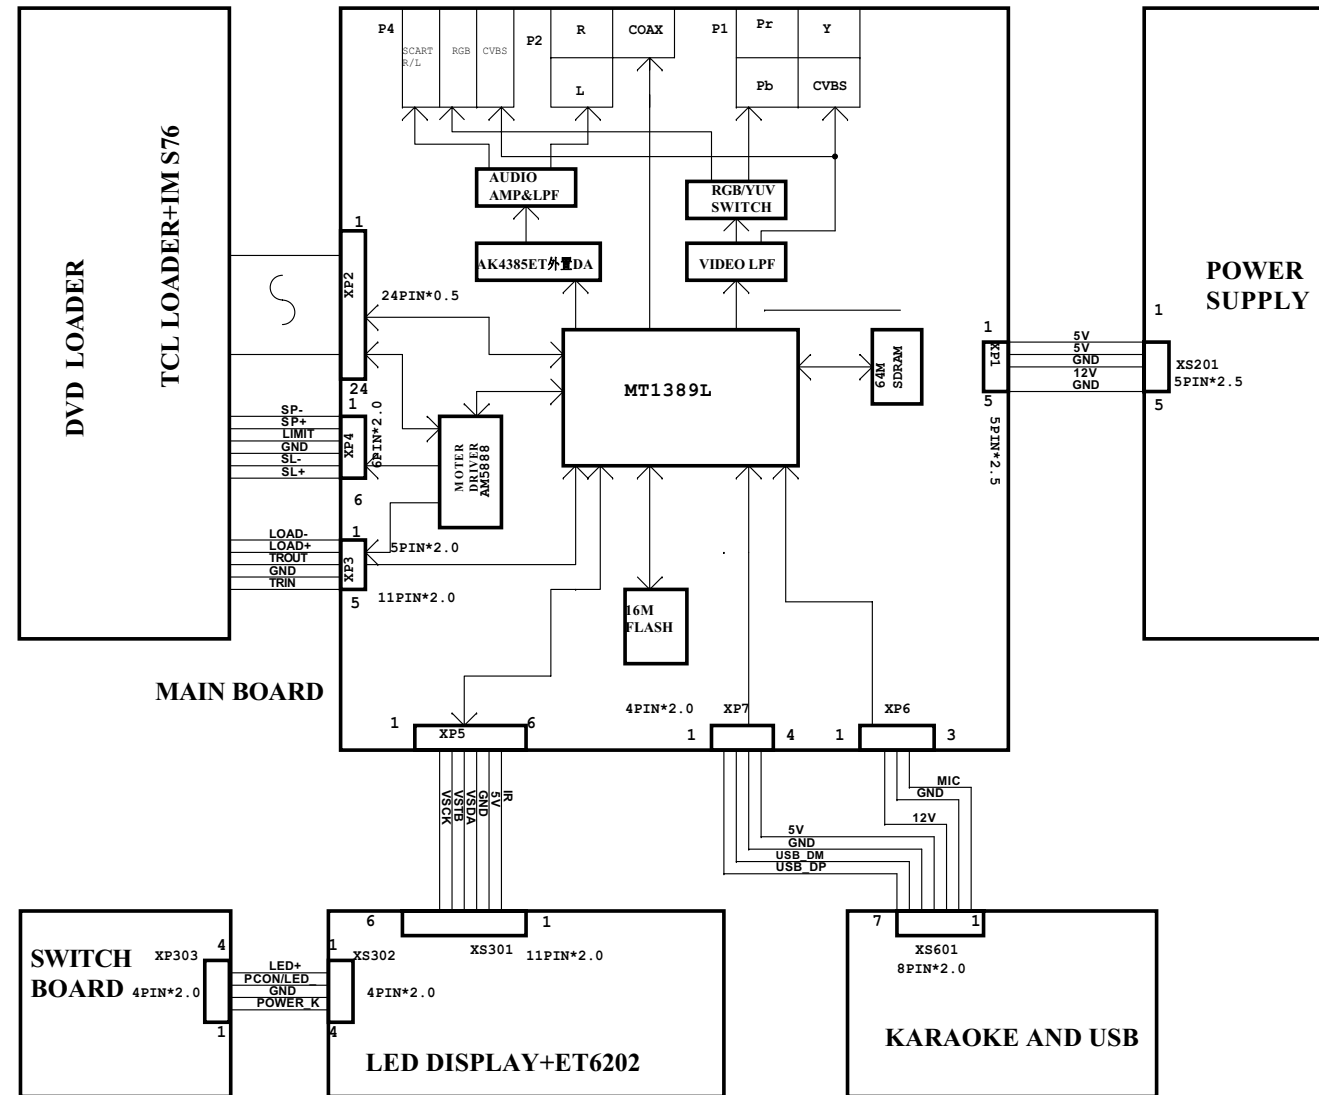 P4
SCART
R/L
RGB
CVBS
P2
R
L
COAX
P1
Pr
Y
Pb
CVBS
AUDIO
AMP&LPF
RGB/YUV
SWITCH
AK4385ET外置DA
VIDEO LPF
DVD LOADER
TCL LOADER+IM S76
1
XP2
24
24PIN*0.5
MT1389L
64M
SDRAM
1
XP1
5
5PIN*2.5
5V
5V
GND
12V
GND
1
XS201
5PIN*2.5
5
POWER
SUPPLY
SP-
SP+
LIMIT
GND
SL-
SL+
1
XP4
6
6PIN*2.0
MOTER
DRIVER
AM5888
LOAD-
LOAD+
TROUT
GND
TRIN
1
XP3
5
5PIN*2.0
11PIN*2.0
16M
FLASH
MAIN BOARD
1
XP5
6
4PIN*2.0
XP7
1
4
XP6
1
3
VSCK
VSTB
VSDA
GND
5V
IR
MIC
GND
12V
5V
GND
USB_DM
USB_DP
SWITCH
BOARD
XP303
4
4PIN*2.0
1
LED+
PCON/LED_
GND
POWER_K
1
XS302
4PIN*2.0
4
6
XS301
1
11PIN*2.0
LED DISPLAY+ET6202
7
XS601
1
8PIN*2.0
KARAOKE AND USB